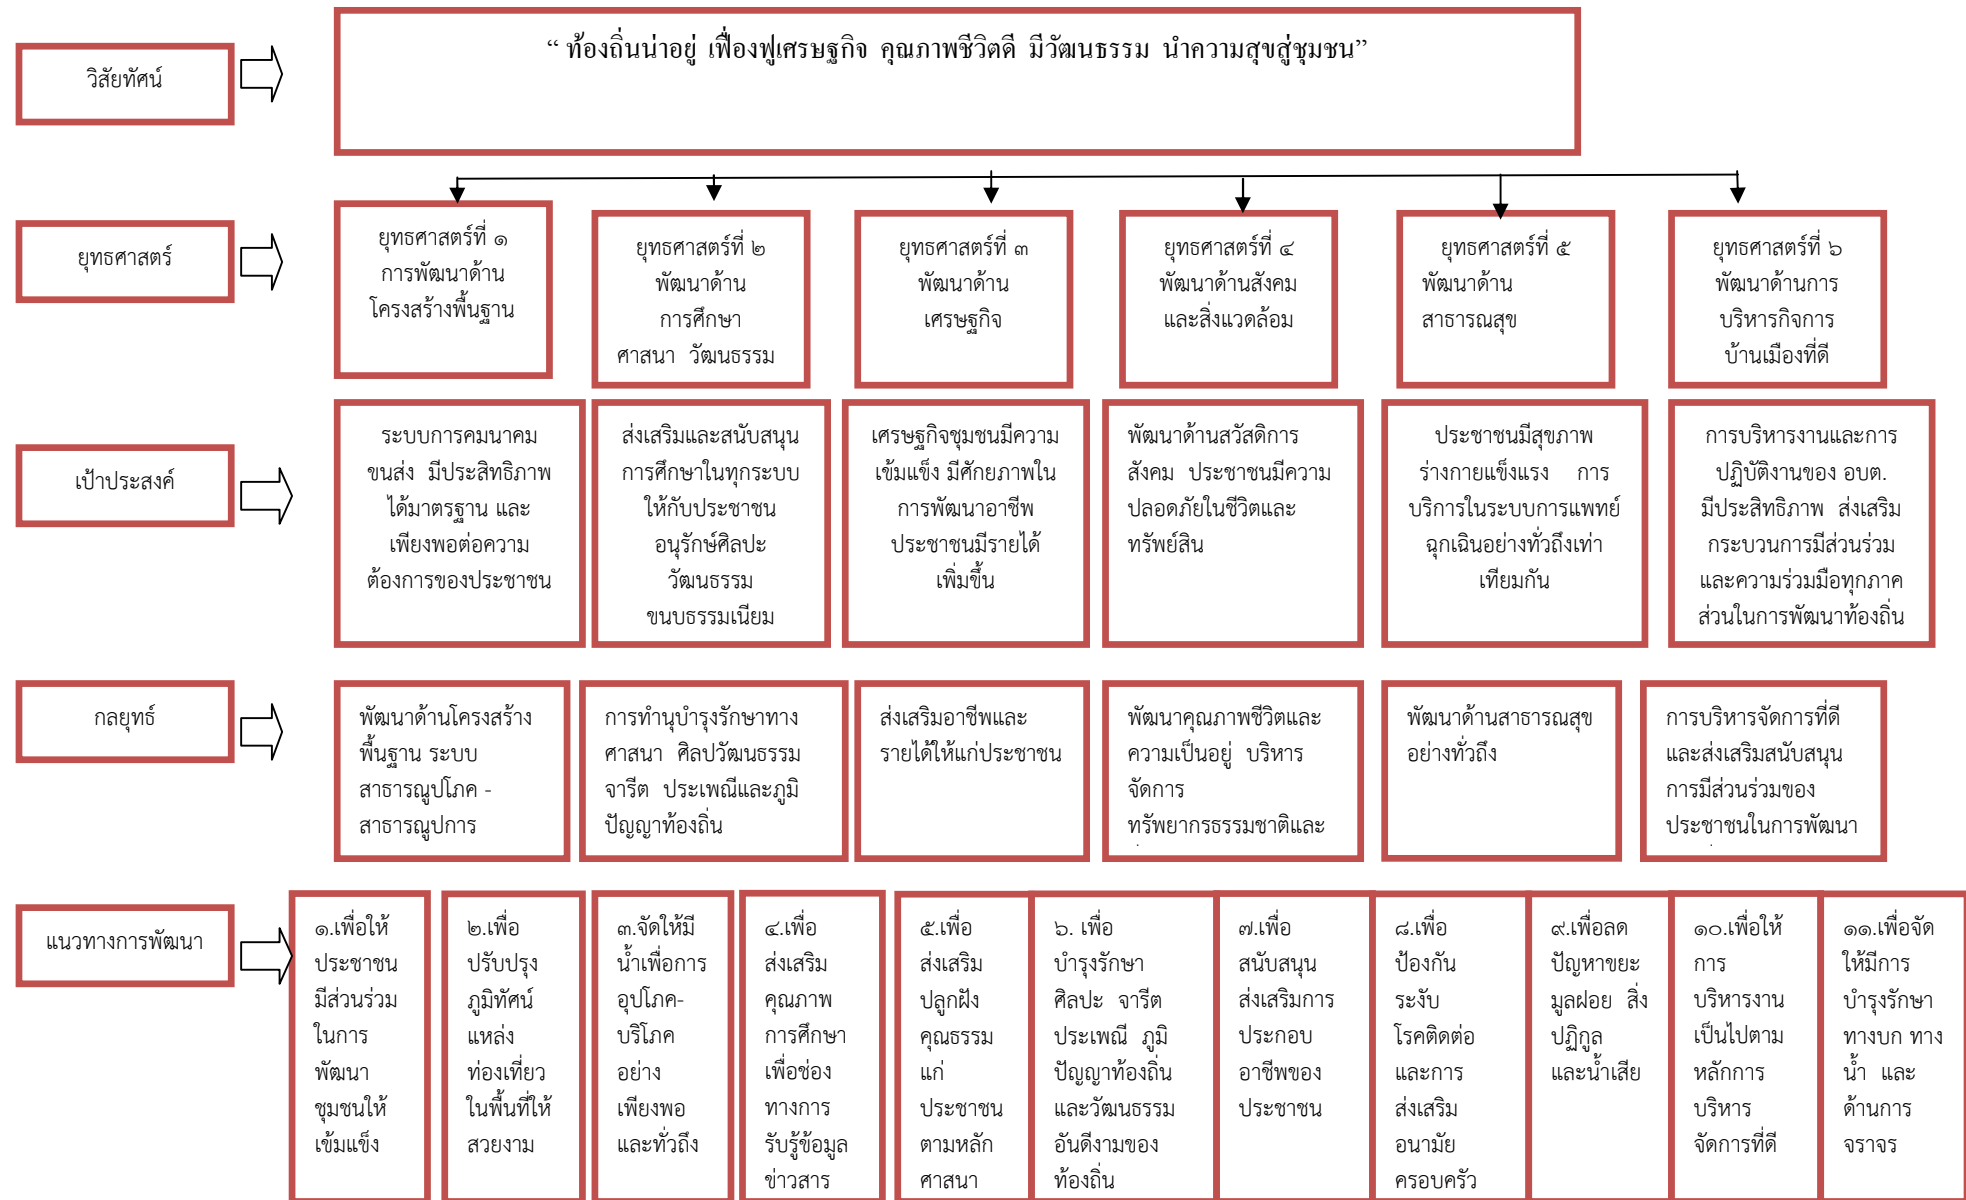 วิสัยทัศน์
“ ท้องถิ่นน่าอยู่ เฟื่องฟูเศรษฐกิจ คุณภาพชีวิตดี มีวัฒนธรรม นำความสุขสู่ชุมชน”
ยุทธศาสตร์
ยุทธศาสตร์ที่ ๑
การพัฒนาด้าน
โครงสร้างพื้นฐาน
ยุทธศาสตร์ที่ ๒
พัฒนาด้าน
การศึกษา
ศาสนา วัฒนธรรม
ยุทธศาสตร์ที่ ๓
พัฒนาด้าน
เศรษฐกิจ
ยุทธศาสตร์ที่ ๔
พัฒนาด้านสังคม
และสิ่งแวดล้อม
ยุทธศาสตร์ที่ ๕
พัฒนาด้าน
สาธารณสุข
ยุทธศาสตร์ที่ ๖
พัฒนาด้านการ
บริหารกิจการ
บ้านเมืองที่ดี
เป้าประสงค์
ระบบการคมนาคม
ขนส่ง มีประสิทธิภาพ
ได้มาตรฐาน และ
เพียงพอต่อความ
ต้องการของประชาชน
ส่งเสริมและสนับสนุน
การศึกษาในทุกระบบ
ให้กับประชาชน
อนุรักษ์ศิลปะ
วัฒนธรรม
ขนบธรรมเนียม
เศรษฐกิจชุมชนมีความ
เข้มแข็ง มีศักยภาพใน
การพัฒนาอาชีพ
ประชาชนมีรายได้
เพิ่มขึ้น
พัฒนาด้านสวัสดิการ
สังคม ประชาชนมีความ
ปลอดภัยในชีวิตและ
ทรัพย์สิน
ประชาชนมีสุขภาพ
ร่างกายแข็งแรง การ
บริการในระบบการแพทย์
ฉุกเฉินอย่างทั่วถึงเท่า
เทียมกัน
การบริหารงานและการ
ปฏิบัติงานของ อบต.
มีประสิทธิภาพ ส่งเสริม
กระบวนการมีส่วนร่วม
และความร่วมมือทุกภาค
ส่วนในการพัฒนาท้องถิ่น
กลยุทธ์
พัฒนาด้านโครงสร้าง
พื้นฐาน ระบบ
สาธารณูปโภค -
สาธารณูปการ
การทำนุบำรุงรักษาทาง
ศาสนา ศิลปวัฒนธรรม
จารีต ประเพณีและภูมิ
ปัญญาท้องถิ่น
ส่งเสริมอาชีพและ
รายได้ให้แก่ประชาชน
พัฒนาคุณภาพชีวิตและ
ความเป็นอยู่ บริหาร
จัดการ
ทรัพยากรธรรมชาติและ
พัฒนาด้านสาธารณสุข
อย่างทั่วถึง
การบริหารจัดการที่ดี
และส่งเสริมสนับสนุน
การมีส่วนร่วมของ
ประชาชนในการพัฒนา
แนวทางการพัฒนา
๑.เพื่อให้
ประชาชน
มีส่วนร่วม
ในการ
พัฒนา
ชุมชนให้
เข้มแข็ง
๒.เพื่อ
ปรับปรุง
ภูมิทัศน์
แหล่ง
ท่องเที่ยว
ในพื้นที่ให้
สวยงาม
๓.จัดให้มี
น้ำเพื่อการ
อุปโภค-
บริโภค
อย่าง
เพียงพอ
และทั่วถึง
๔.เพื่อ
ส่งเสริม
คุณภาพ
การศึกษา
เพื่อช่อง
ทางการ
รับรู้ข้อมูล
ข่าวสาร
๕.เพื่อ
ส่งเสริม
ปลูกฝัง
คุณธรรม
แก่
ประชาชน
ตามหลัก
ศาสนา
๖. เพื่อ
บำรุงรักษา
ศิลปะ จารีต
ประเพณี ภูมิ
ปัญญาท้องถิ่น
และวัฒนธรรม
อันดีงามของ
ท้องถิ่น
๗.เพื่อ
สนับสนุน
ส่งเสริมการ
ประกอบ
อาชีพของ
ประชาชน
๘.เพื่อ
ป้องกัน
ระงับ
โรคติดต่อ
และการ
ส่งเสริม
อนามัย
ครอบครัว
๙.เพื่อลด
ปัญหาขยะ
มูลฝอย สิ่ง
ปฏิกูล
และน้ำเสีย
๑๐.เพื่อให้
การ
บริหารงาน
เป็นไปตาม
หลักการ
บริหาร
จัดการที่ดี
๑๑.เพื่อจัด
ให้มีการ
บำรุงรักษา
ทางบก ทาง
น้ำ และ
ด้านการ
จราจร